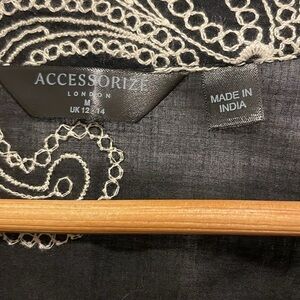 ACCESSORIZE
LONDON
M
UK 12 - 14
MADE IN
INDIA